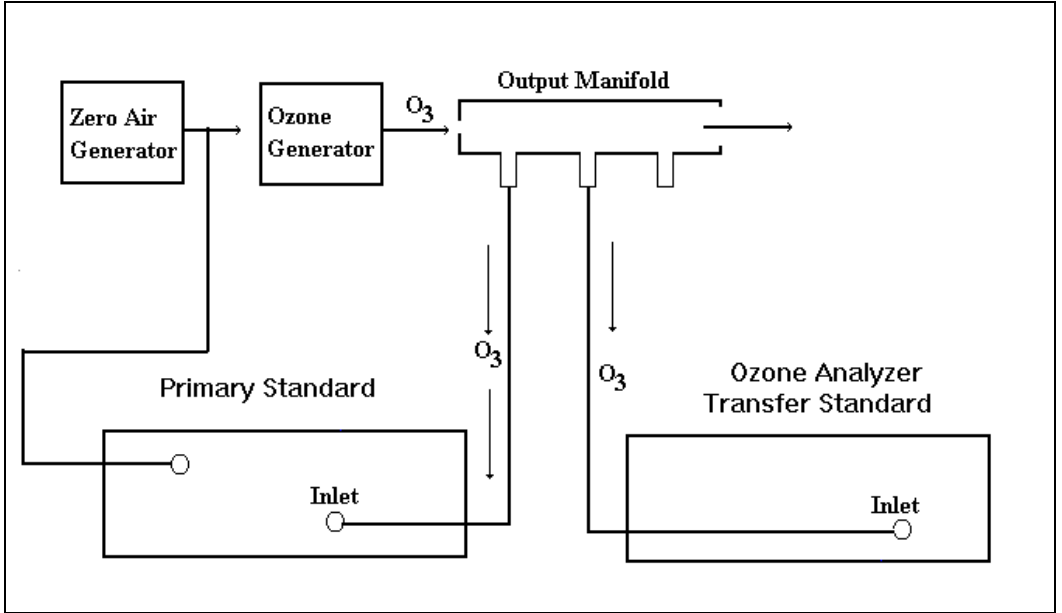 Output Manifold
Zero Air
Generator
Ozone
Generator
O3
O3
O3
Primary Standard
Ozone Analyzer
Transfer Standard
Inlet
Inlet